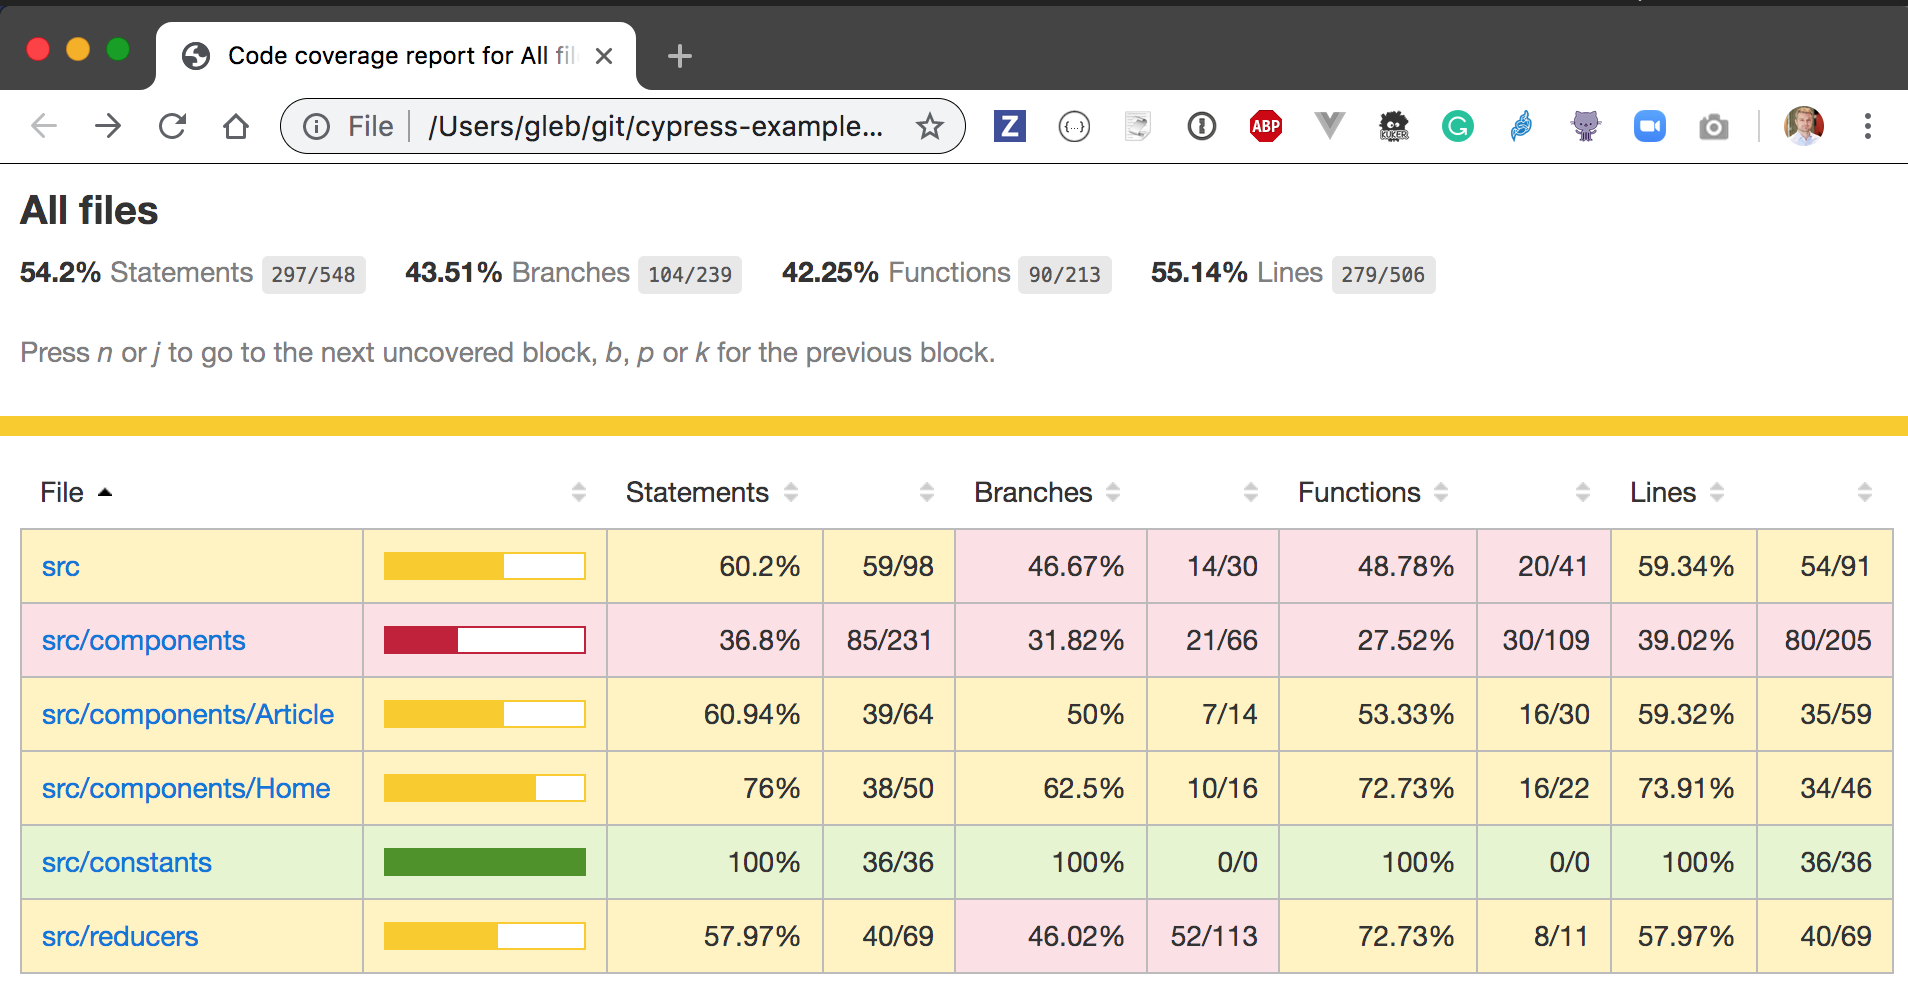 Code coverage report for All fil
File /Users/gleb/git/cypress-example...
Z {...} ABP KUKER G
All files
54.2% Statements 297/548 43.51% Branches 104/239 42.25% Functions 90/213 55.14% Lines 279/506
Press n or j to go to the next uncovered block, b, p or k for the previous block.
File Statements Branches Functions Lines
src 60.2% 59/98 46.67% 14/30 48.78% 20/41 59.34% 54/91
src/components 36.8% 85/231 31.82% 21/66 27.52% 30/109 39.02% 80/205
src/components/Article 60.94% 39/64 50% 7/14 53.33% 16/30 59.32% 35/59
src/components/Home 76% 38/50 62.5% 10/16 72.73% 16/22 73.91% 34/46
src/constants 100% 36/36 100% 0/0 100% 0/0 100% 36/36
src/reducers 57.97% 40/69 46.02% 52/113 72.73% 8/11 57.97% 40/69